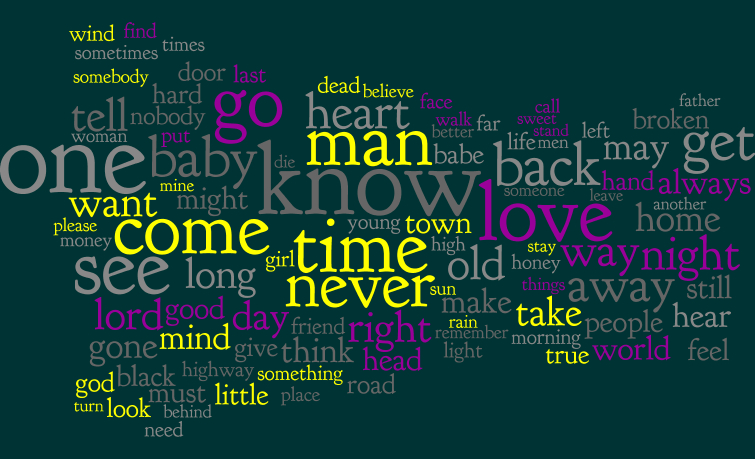 wind find
sometimes times
somebody door last
dead believe
hard go heart face call father
tell nobody walk sweet broken
woman put man better far stand left
one baby die know babe life men may get
mine back someone hand always
want might love leave another
please come young town home
money time high stay way night
see long girl never old honey
sun things away still
lord good day right make take people hear
friend rain remember morning
gone mind give think head light true world feel
god black highway something road
turn look must little place
behind
need